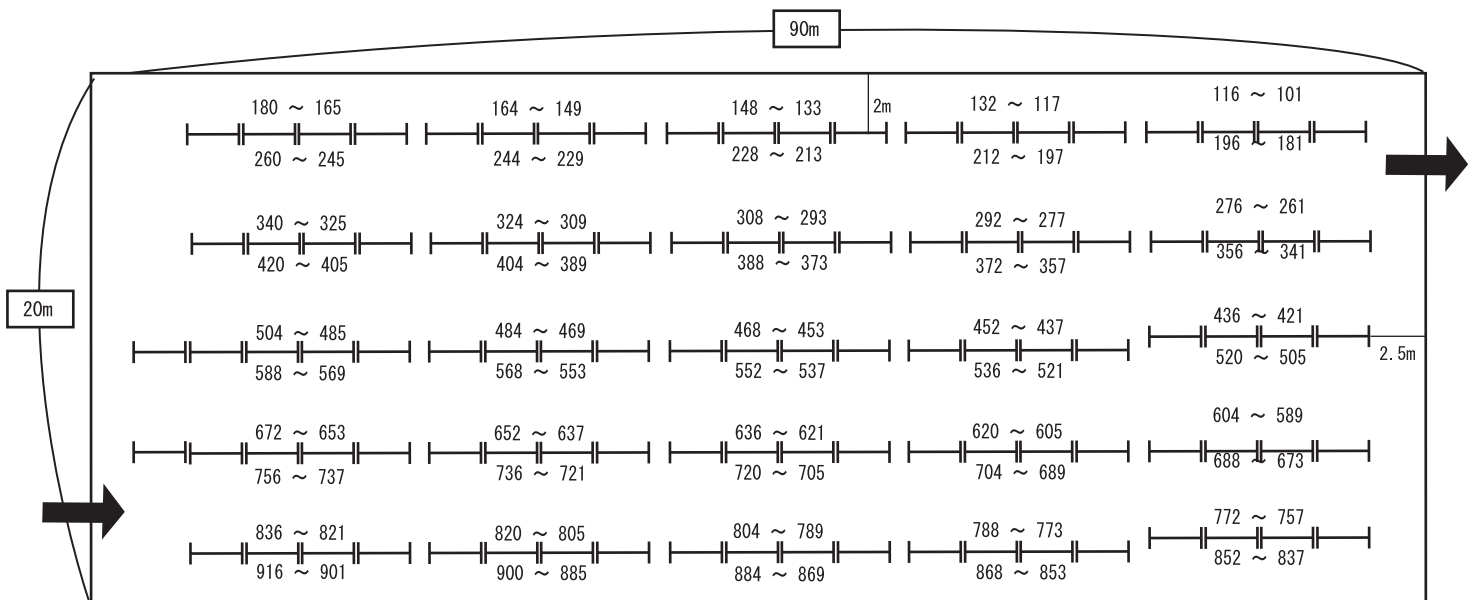 90m
180 ～ 165 164 ～ 149 148 ～ 133 2m 132 ～ 117 116 ～ 101
260 ～ 245 244 ～ 229 228 ～ 213 212 ～ 197 196 ～ 181
340 ～ 325 324 ～ 309 308 ～ 293 292 ～ 277 276 ～ 261
420 ～ 405 404 ～ 389 388 ～ 373 372 ～ 357 356 ～ 341
20m
504 ～ 485 484 ～ 469 468 ～ 453 452 ～ 437 436 ～ 421
588 ～ 569 568 ～ 553 552 ～ 537 536 ～ 521 520 ～ 505 2.5m
672 ～ 653 652 ～ 637 636 ～ 621 620 ～ 605 604 ～ 589
756 ～ 737 736 ～ 721 720 ～ 705 704 ～ 689 688 ～ 673
836 ～ 821 820 ～ 805 804 ～ 789 788 ～ 773 772 ～ 757
916 ～ 901 900 ～ 885 884 ～ 869 868 ～ 853 852 ～ 837